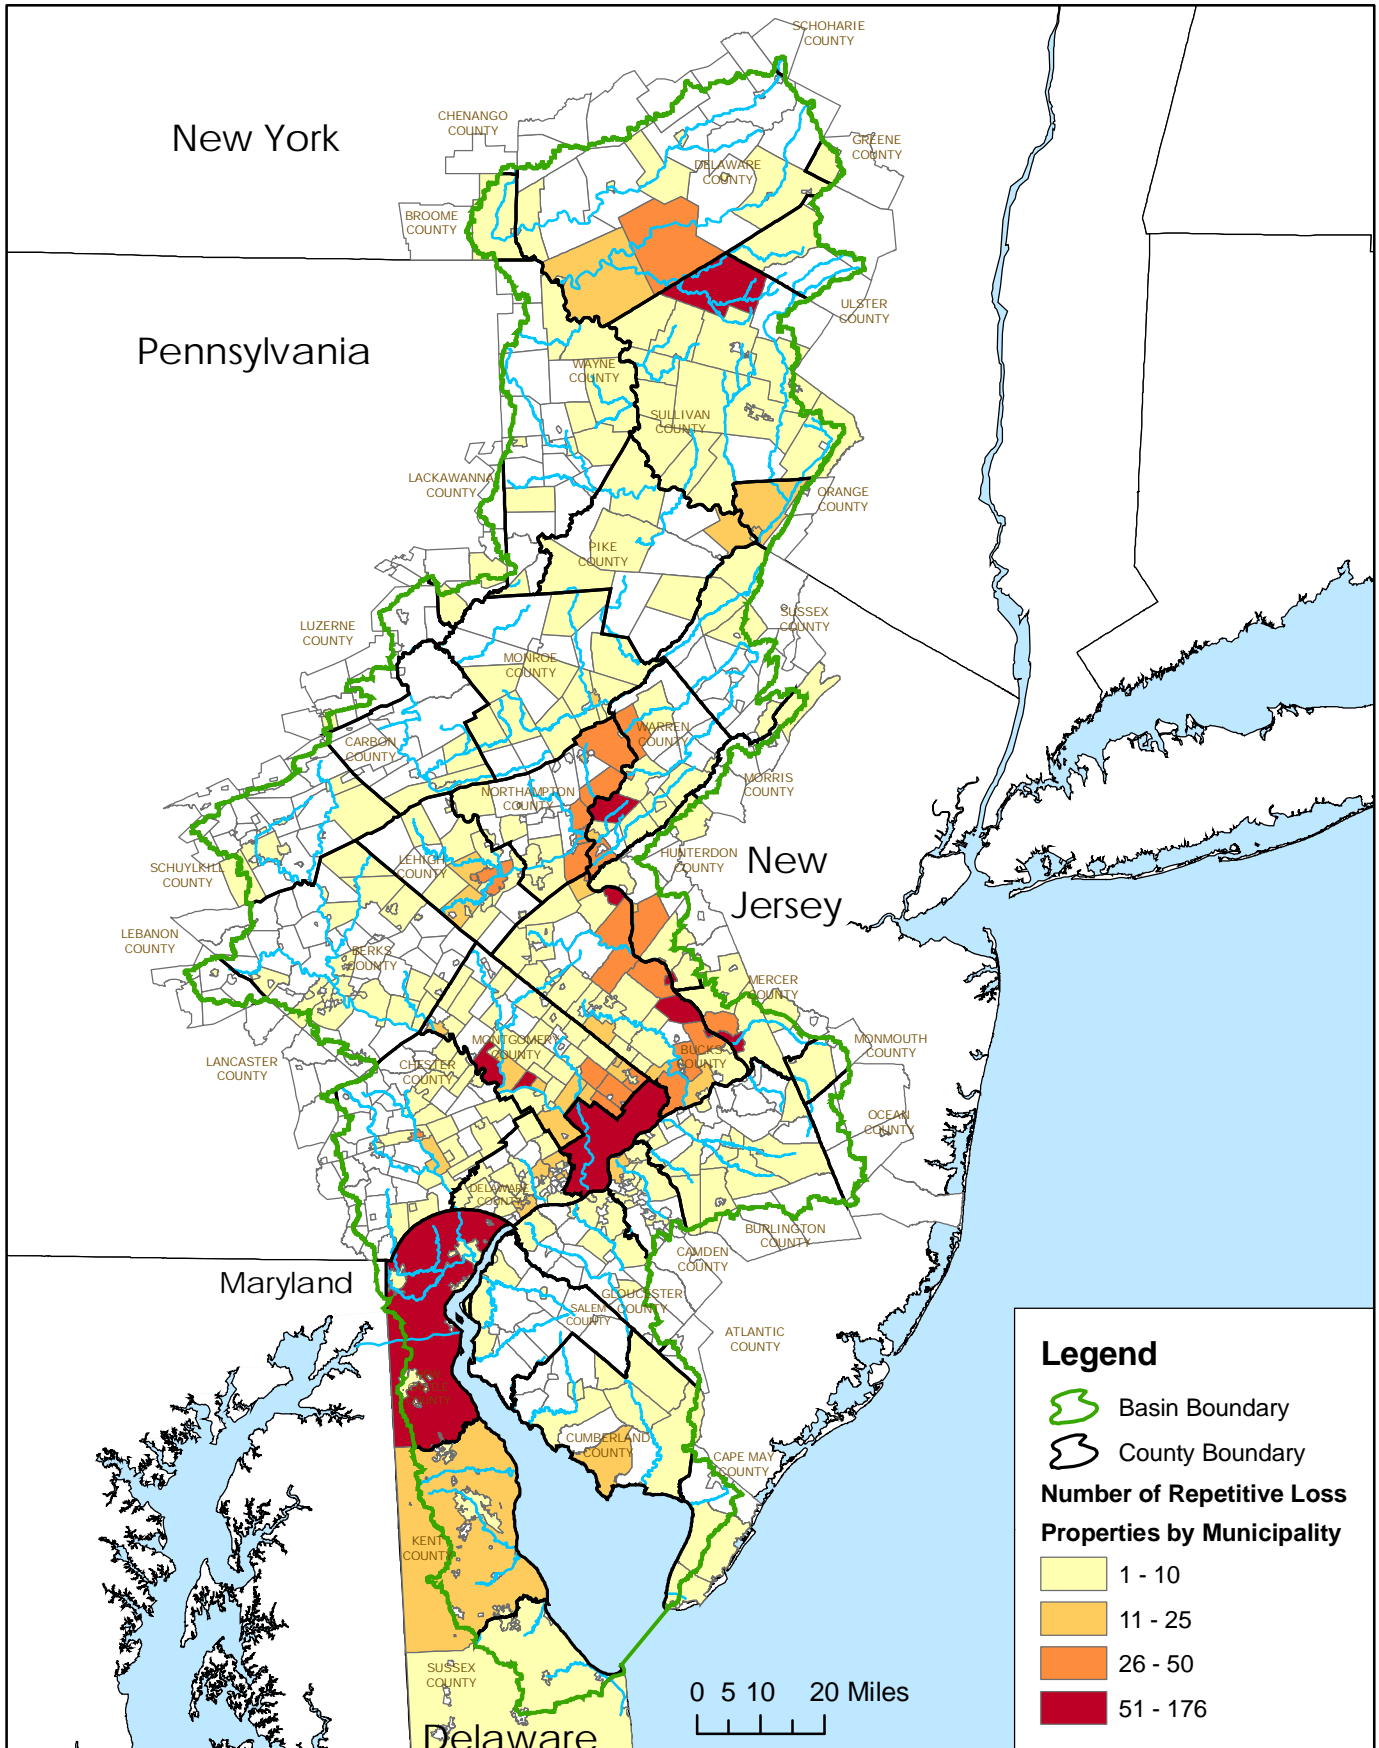 SCHOHARIE
COUNTY
CHENANGO
COUNTY
New York
GREENE
COUNTY
DELAWARE
COUNTY
BROOME
COUNTY
ULSTER
COUNTY
Pennsylvania
WAYNE
COUNTY
SULLIVAN
COUNTY
LACKAWANNA
COUNTY
ORANGE
COUNTY
PIKE
COUNTY
SUSSEX
COUNTY
LUZERNE
COUNTY
MONROE
COUNTY
WARREN
COUNTY
CARBON
COUNTY
MORRIS
COUNTY
NORTHAMPTON
COUNTY
New
Jersey
HUNTERDON
COUNTY
LEHIGH
COUNTY
SCHUYLKILL
COUNTY
LEBANON
COUNTY
BERKS
COUNTY
MERCER
COUNTY
MONMOUTH
COUNTY
MONTGOMERY
COUNTY
BUCKS
COUNTY
LANCASTER
COUNTY
CHESTER
COUNTY
OCEAN
COUNTY
DELAWARE
COUNTY
BURLINGTON
COUNTY
CAMDEN
COUNTY
Maryland
GLOUCESTER
COUNTY
SALEM
COUNTY
ATLANTIC
COUNTY
CUMBERLAND
COUNTY
CAPE MAY
COUNTY
KENT
COUNTY
SUSSEX
COUNTY
Delaware
0 5 10 20 Miles
Legend
Basin Boundary
County Boundary
Number of Repetitive Loss
Properties by Municipality
1 - 10
11 - 25
26 - 50
51 - 176